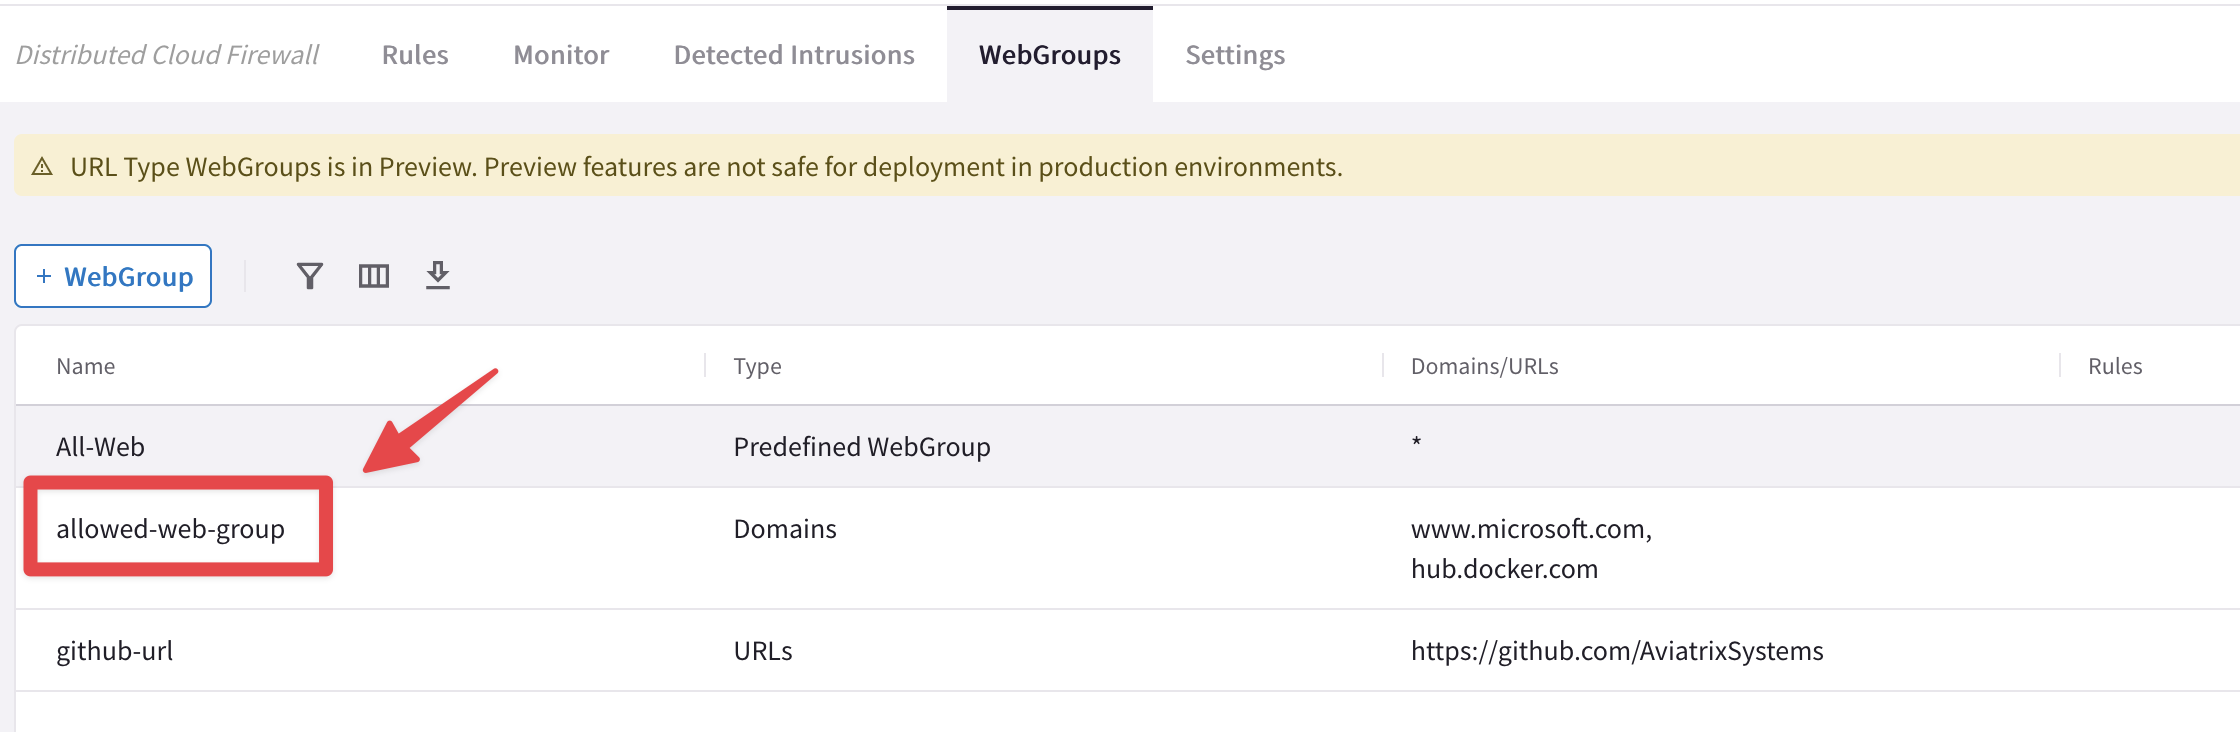 Distributed Cloud Firewall Rules Monitor Detected Intrusions WebGroups Settings
URL Type WebGroups is in Preview. Preview features are not safe for deployment in production environments.
+ WebGroup
Name Type Domains/URLs Rules
All-Web Predefined WebGroup *
allowed-web-group Domains www.microsoft.com,
hub.docker.com
github-url URLs https://github.com/AviatrixSystems